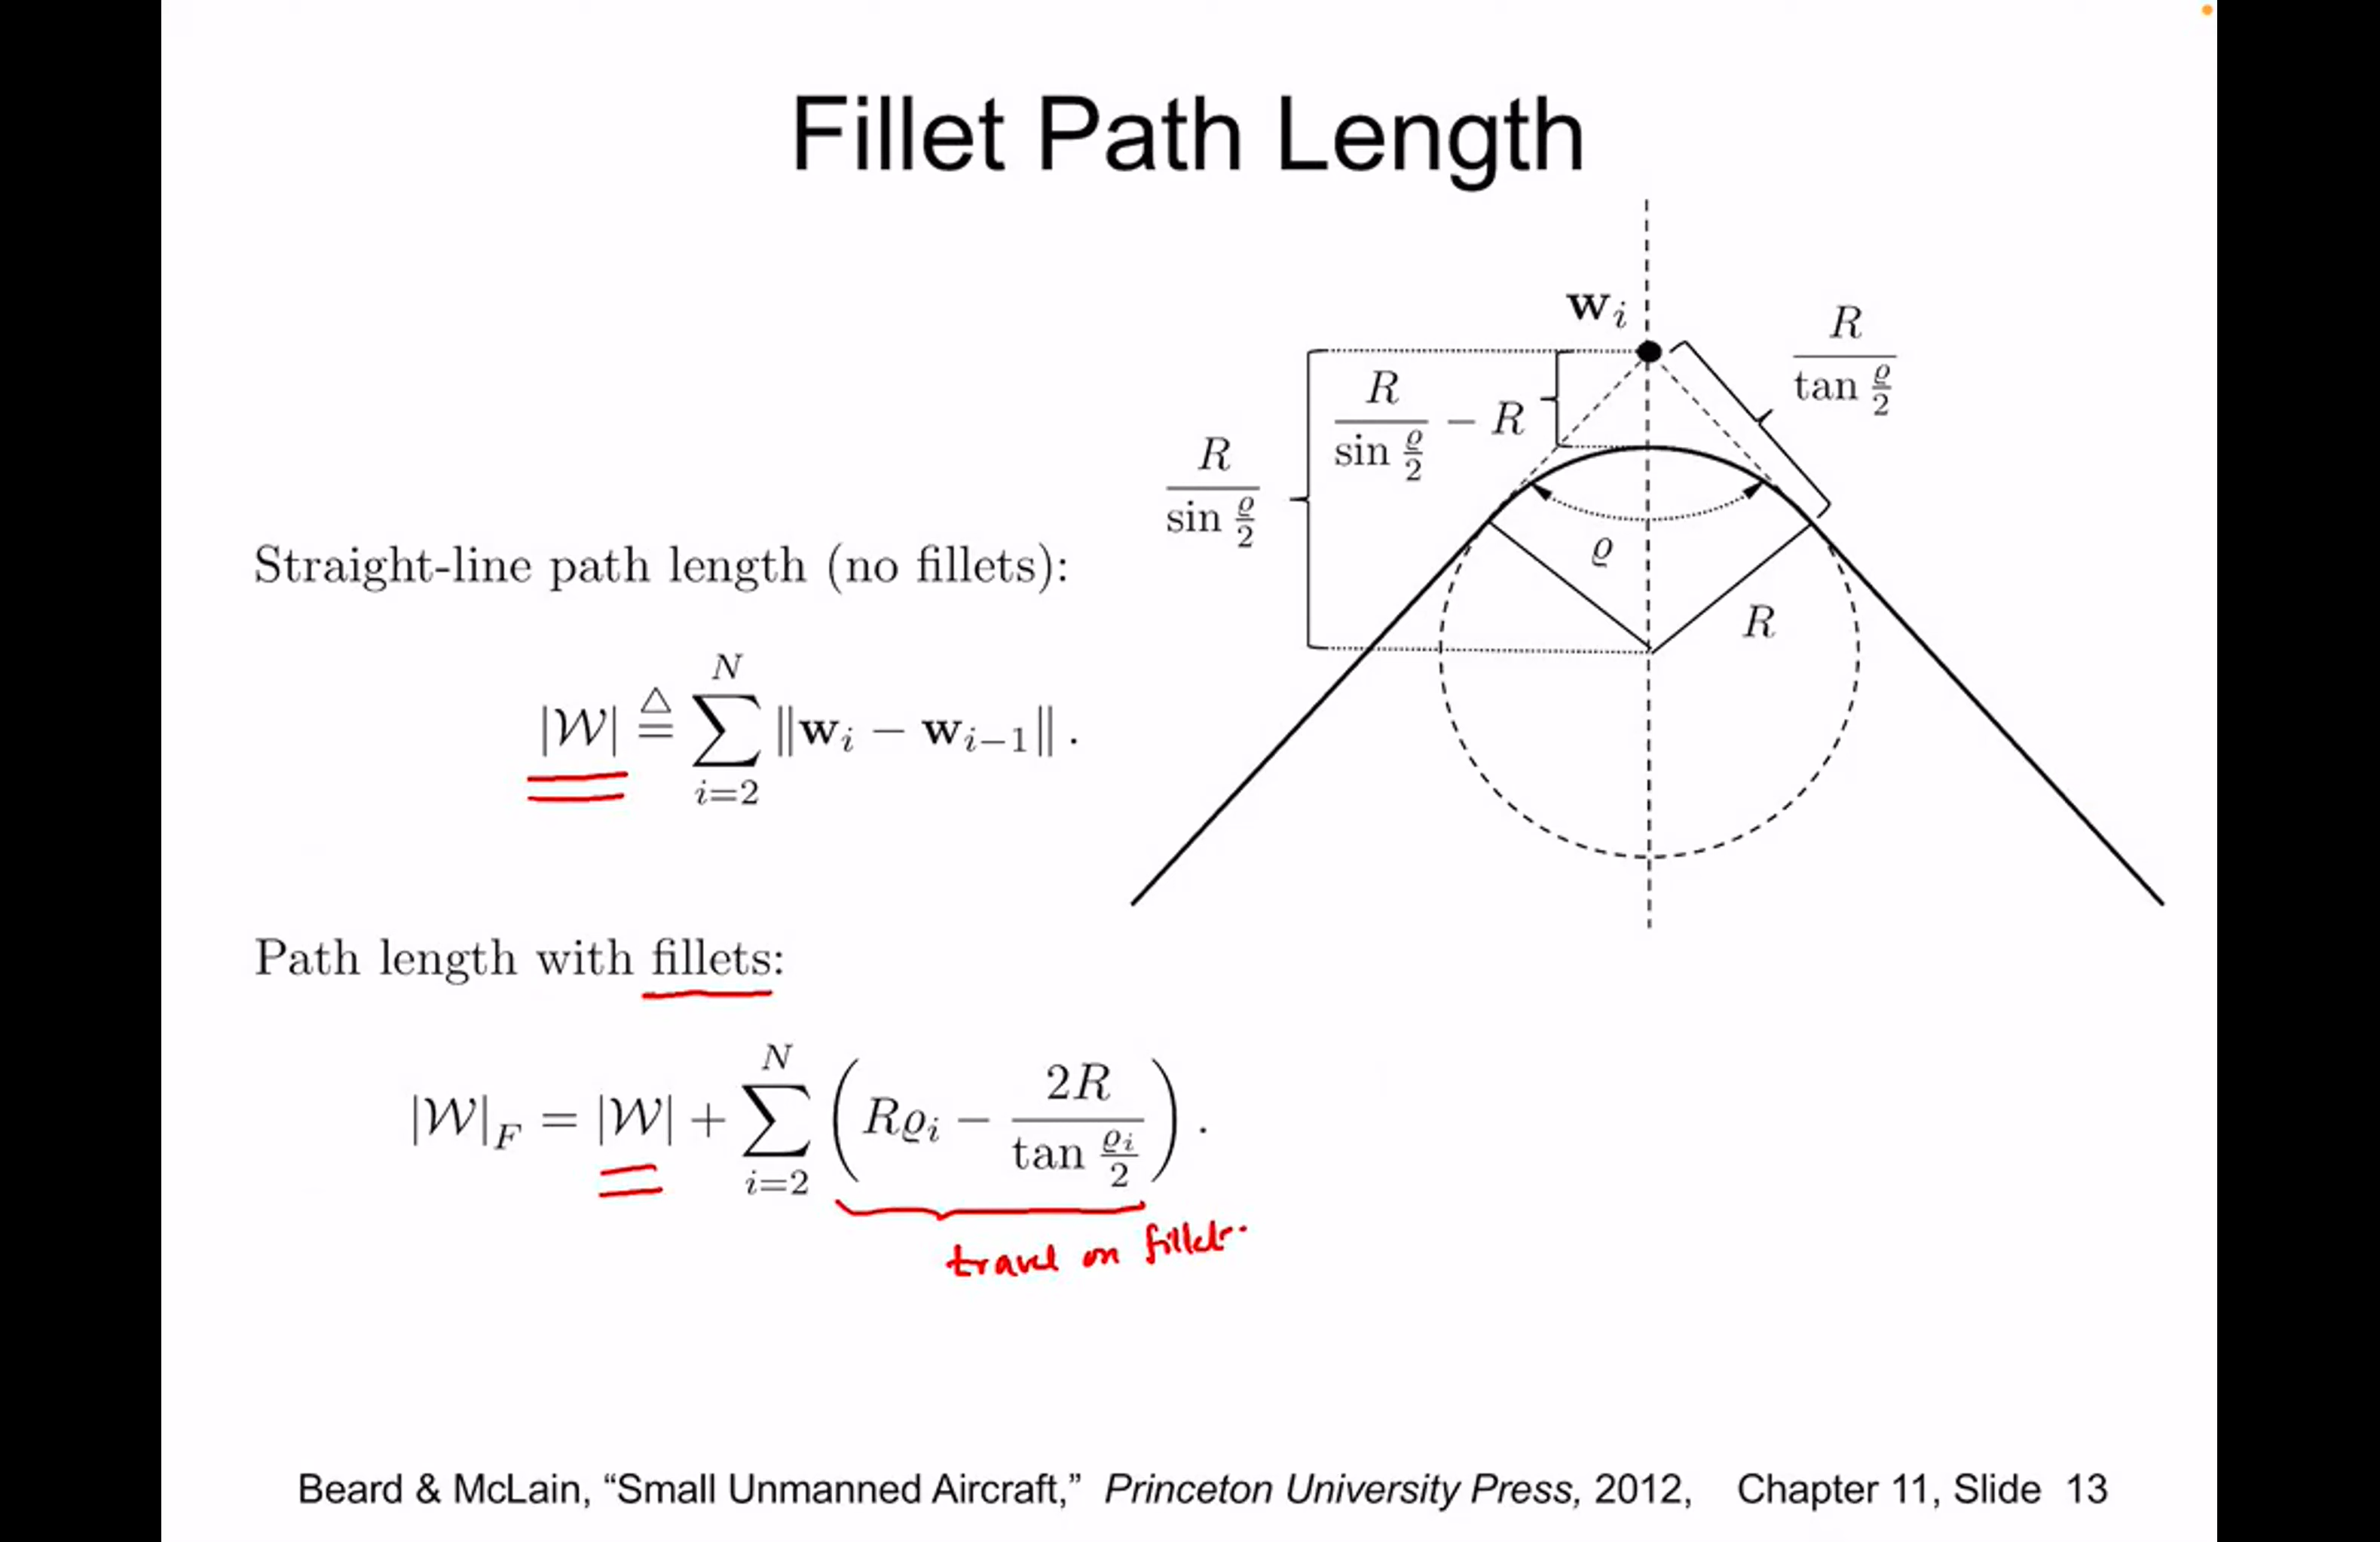 Fillet Path Length
w_i
R / tan ϱ/2
R / sin ϱ/2 − R
R / sin ϱ/2
ϱ
R
Straight-line path length (no fillets):
|𝒲| ≜ ∑_{i=2}^{N} ‖w_i − w_{i−1}‖ .
Path length with fillets:
|𝒲|_F = |𝒲| + ∑_{i=2}^{N} ( Rϱ_i − 2R / tan ϱ_i/2 ) .
travel on fillet
Beard & McLain, “Small Unmanned Aircraft,” Princeton University Press, 2012, Chapter 11, Slide 13